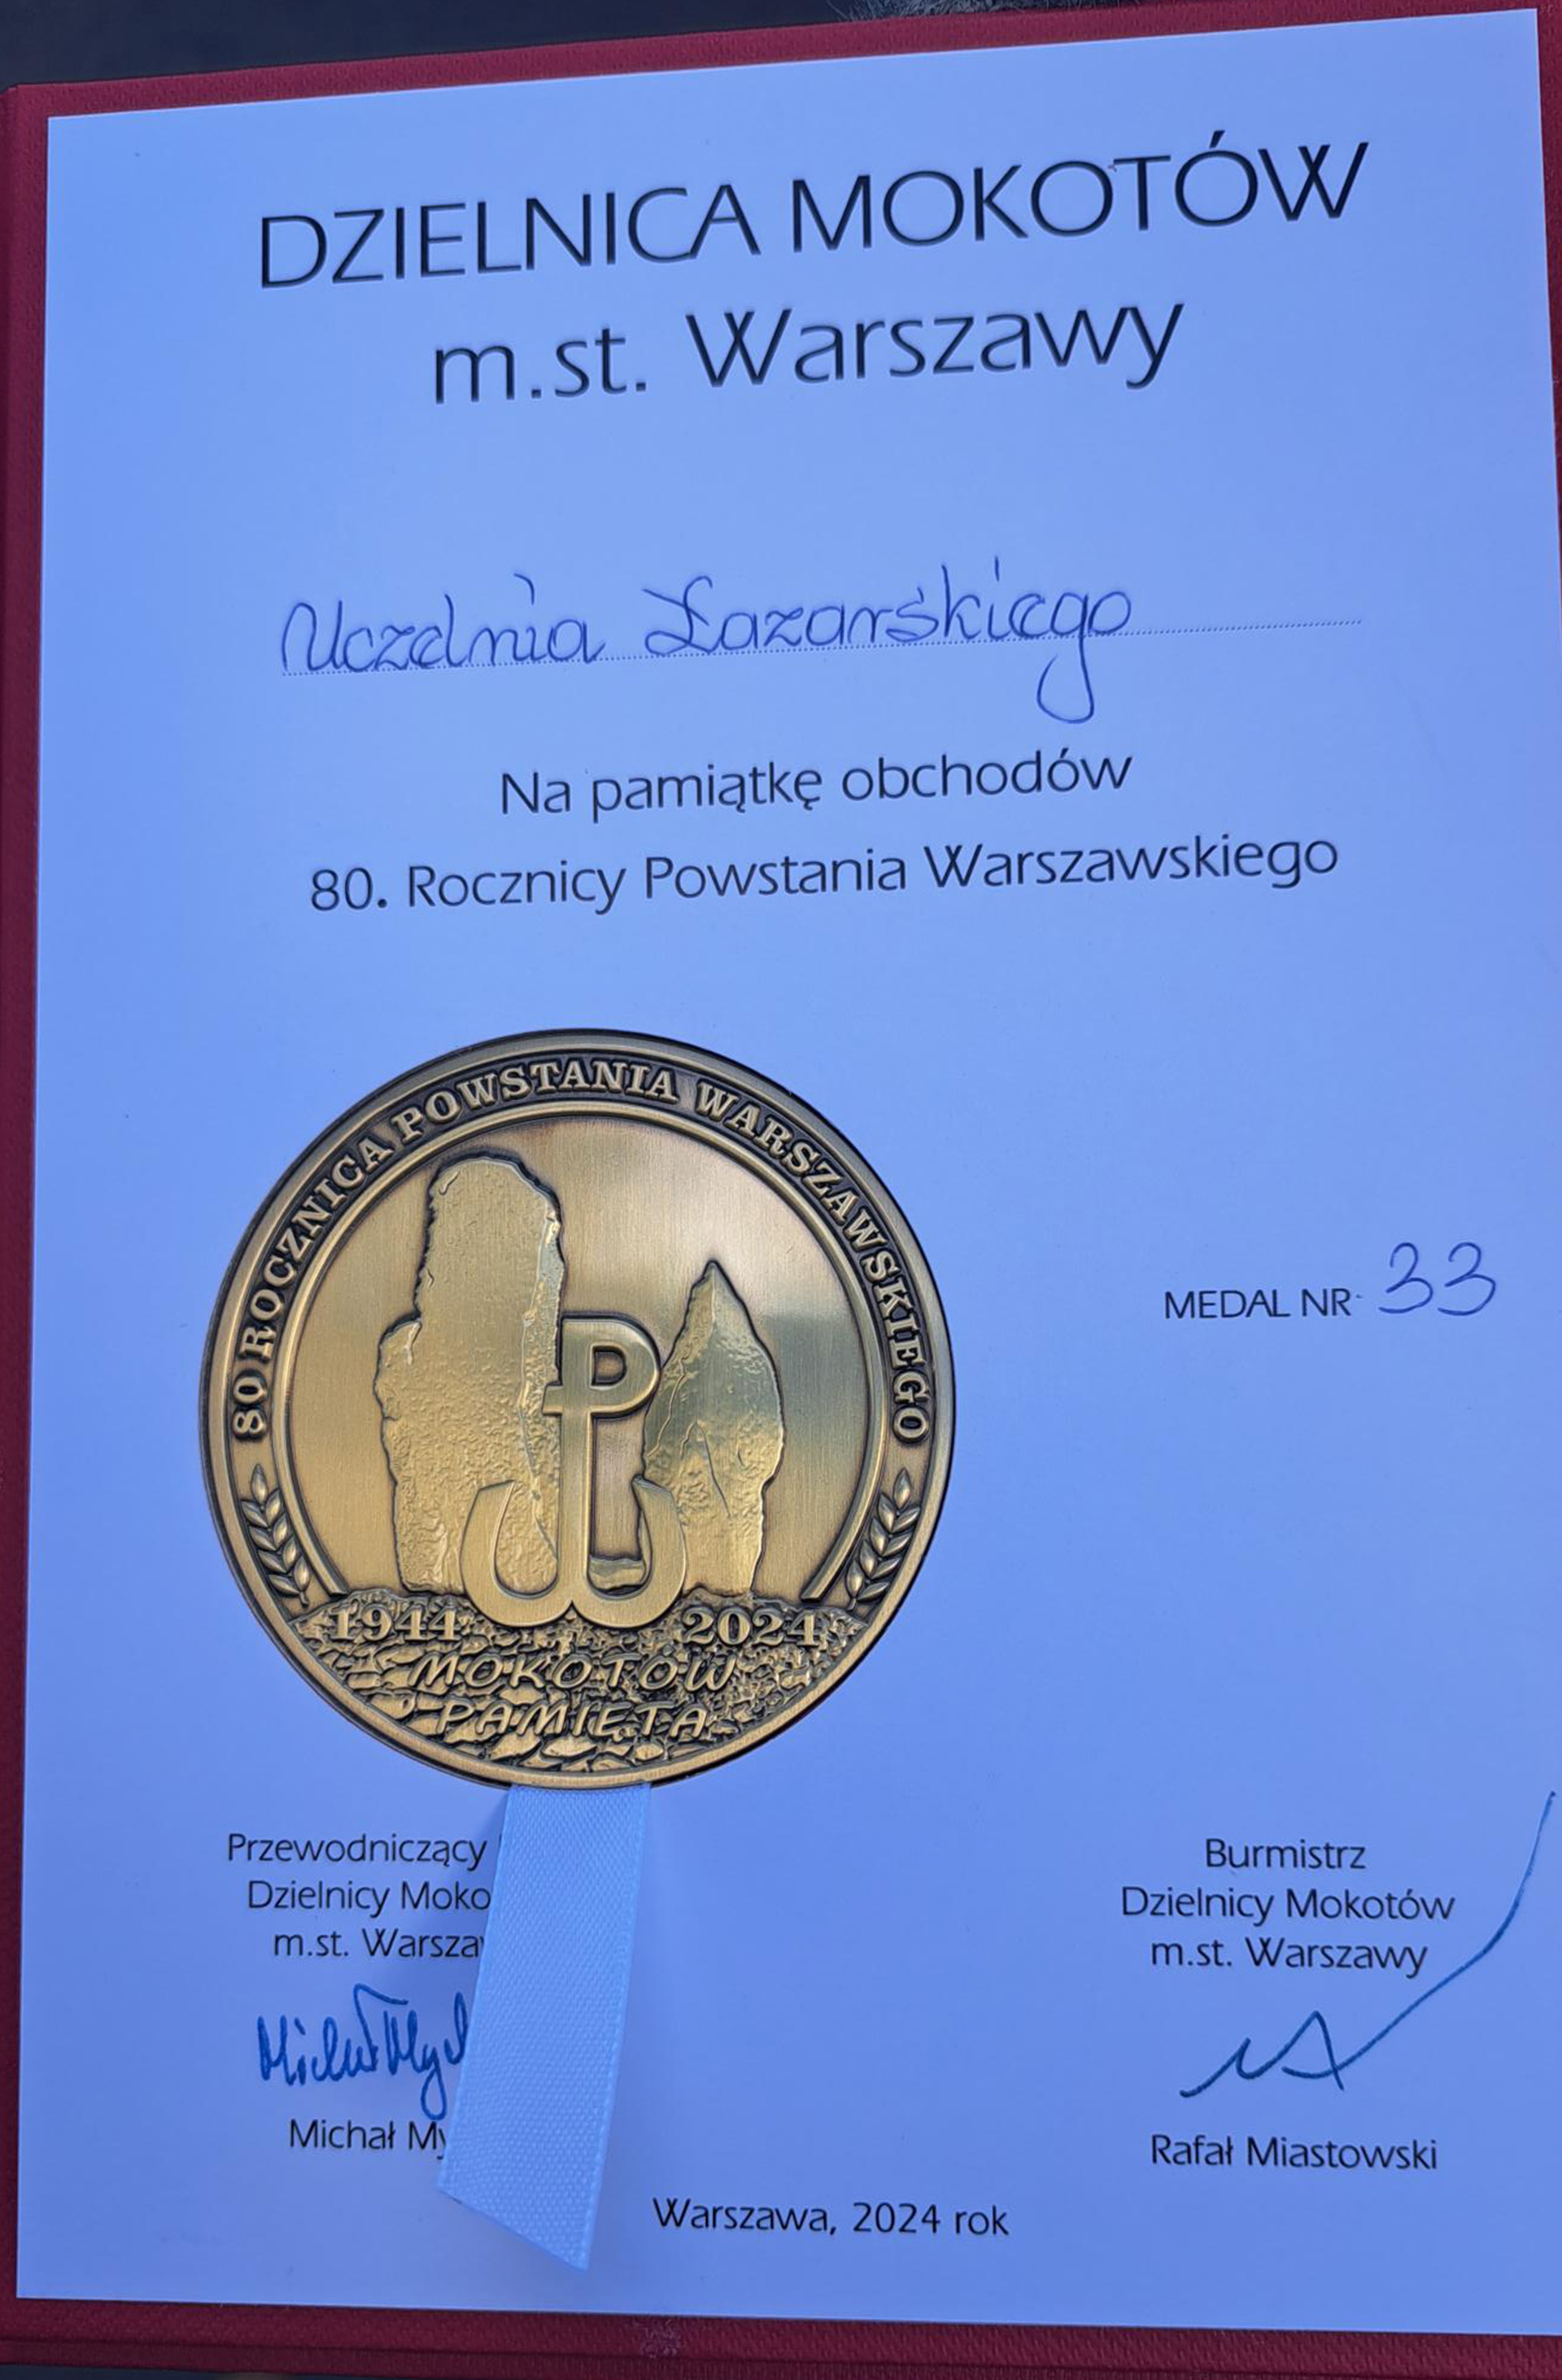 DZIELNICA MOKOTÓW
m.st. Warszawy
Uczelnia Łazarskiego
Na pamiątkę obchodów
80. Rocznicy Powstania Warszawskiego
80 ROCZNICA POWSTANIA WARSZAWSKIEGO
1944 2024
MOKOTÓW
PAMIĘTA
MEDAL NR 33
Przewodniczący
Dzielnicy Moko
m.st. Warsza
Michał My
Burmistrz
Dzielnicy Mokotów
m.st. Warszawy
Rafał Miastowski
Warszawa, 2024 rok